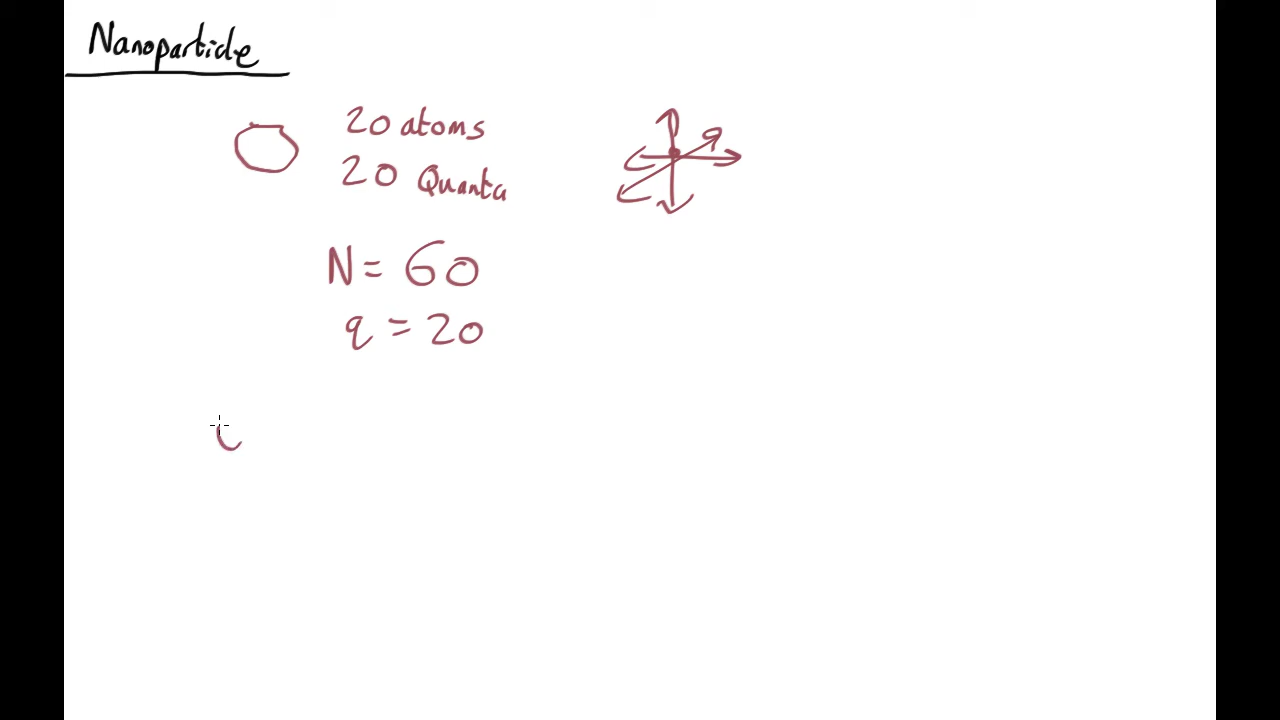 Nanoparticle
20 atoms
20 Quanta
N = 60
q = 20